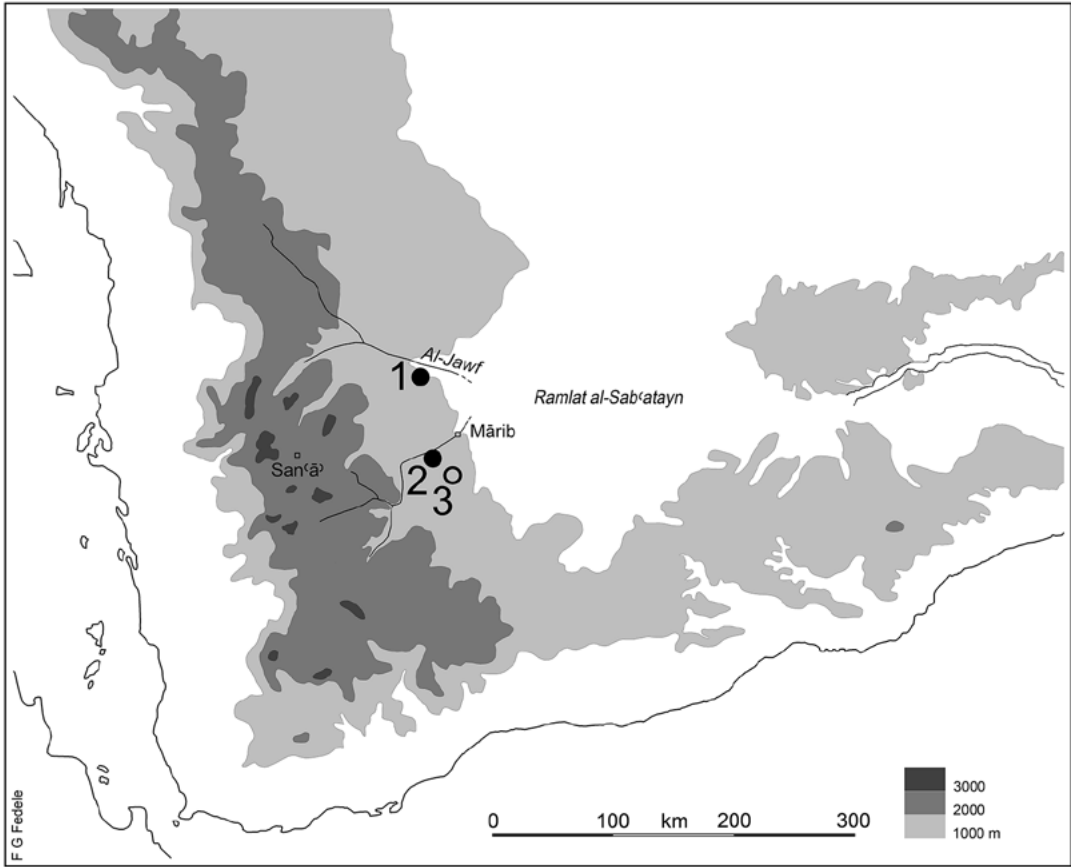 Al-Jawf
1
Ramlat al-Sabʿatayn
Mārib
Sanʿāʾ
2
3
3000
2000
1000 m
0 100 km 200 300
F G Fedele